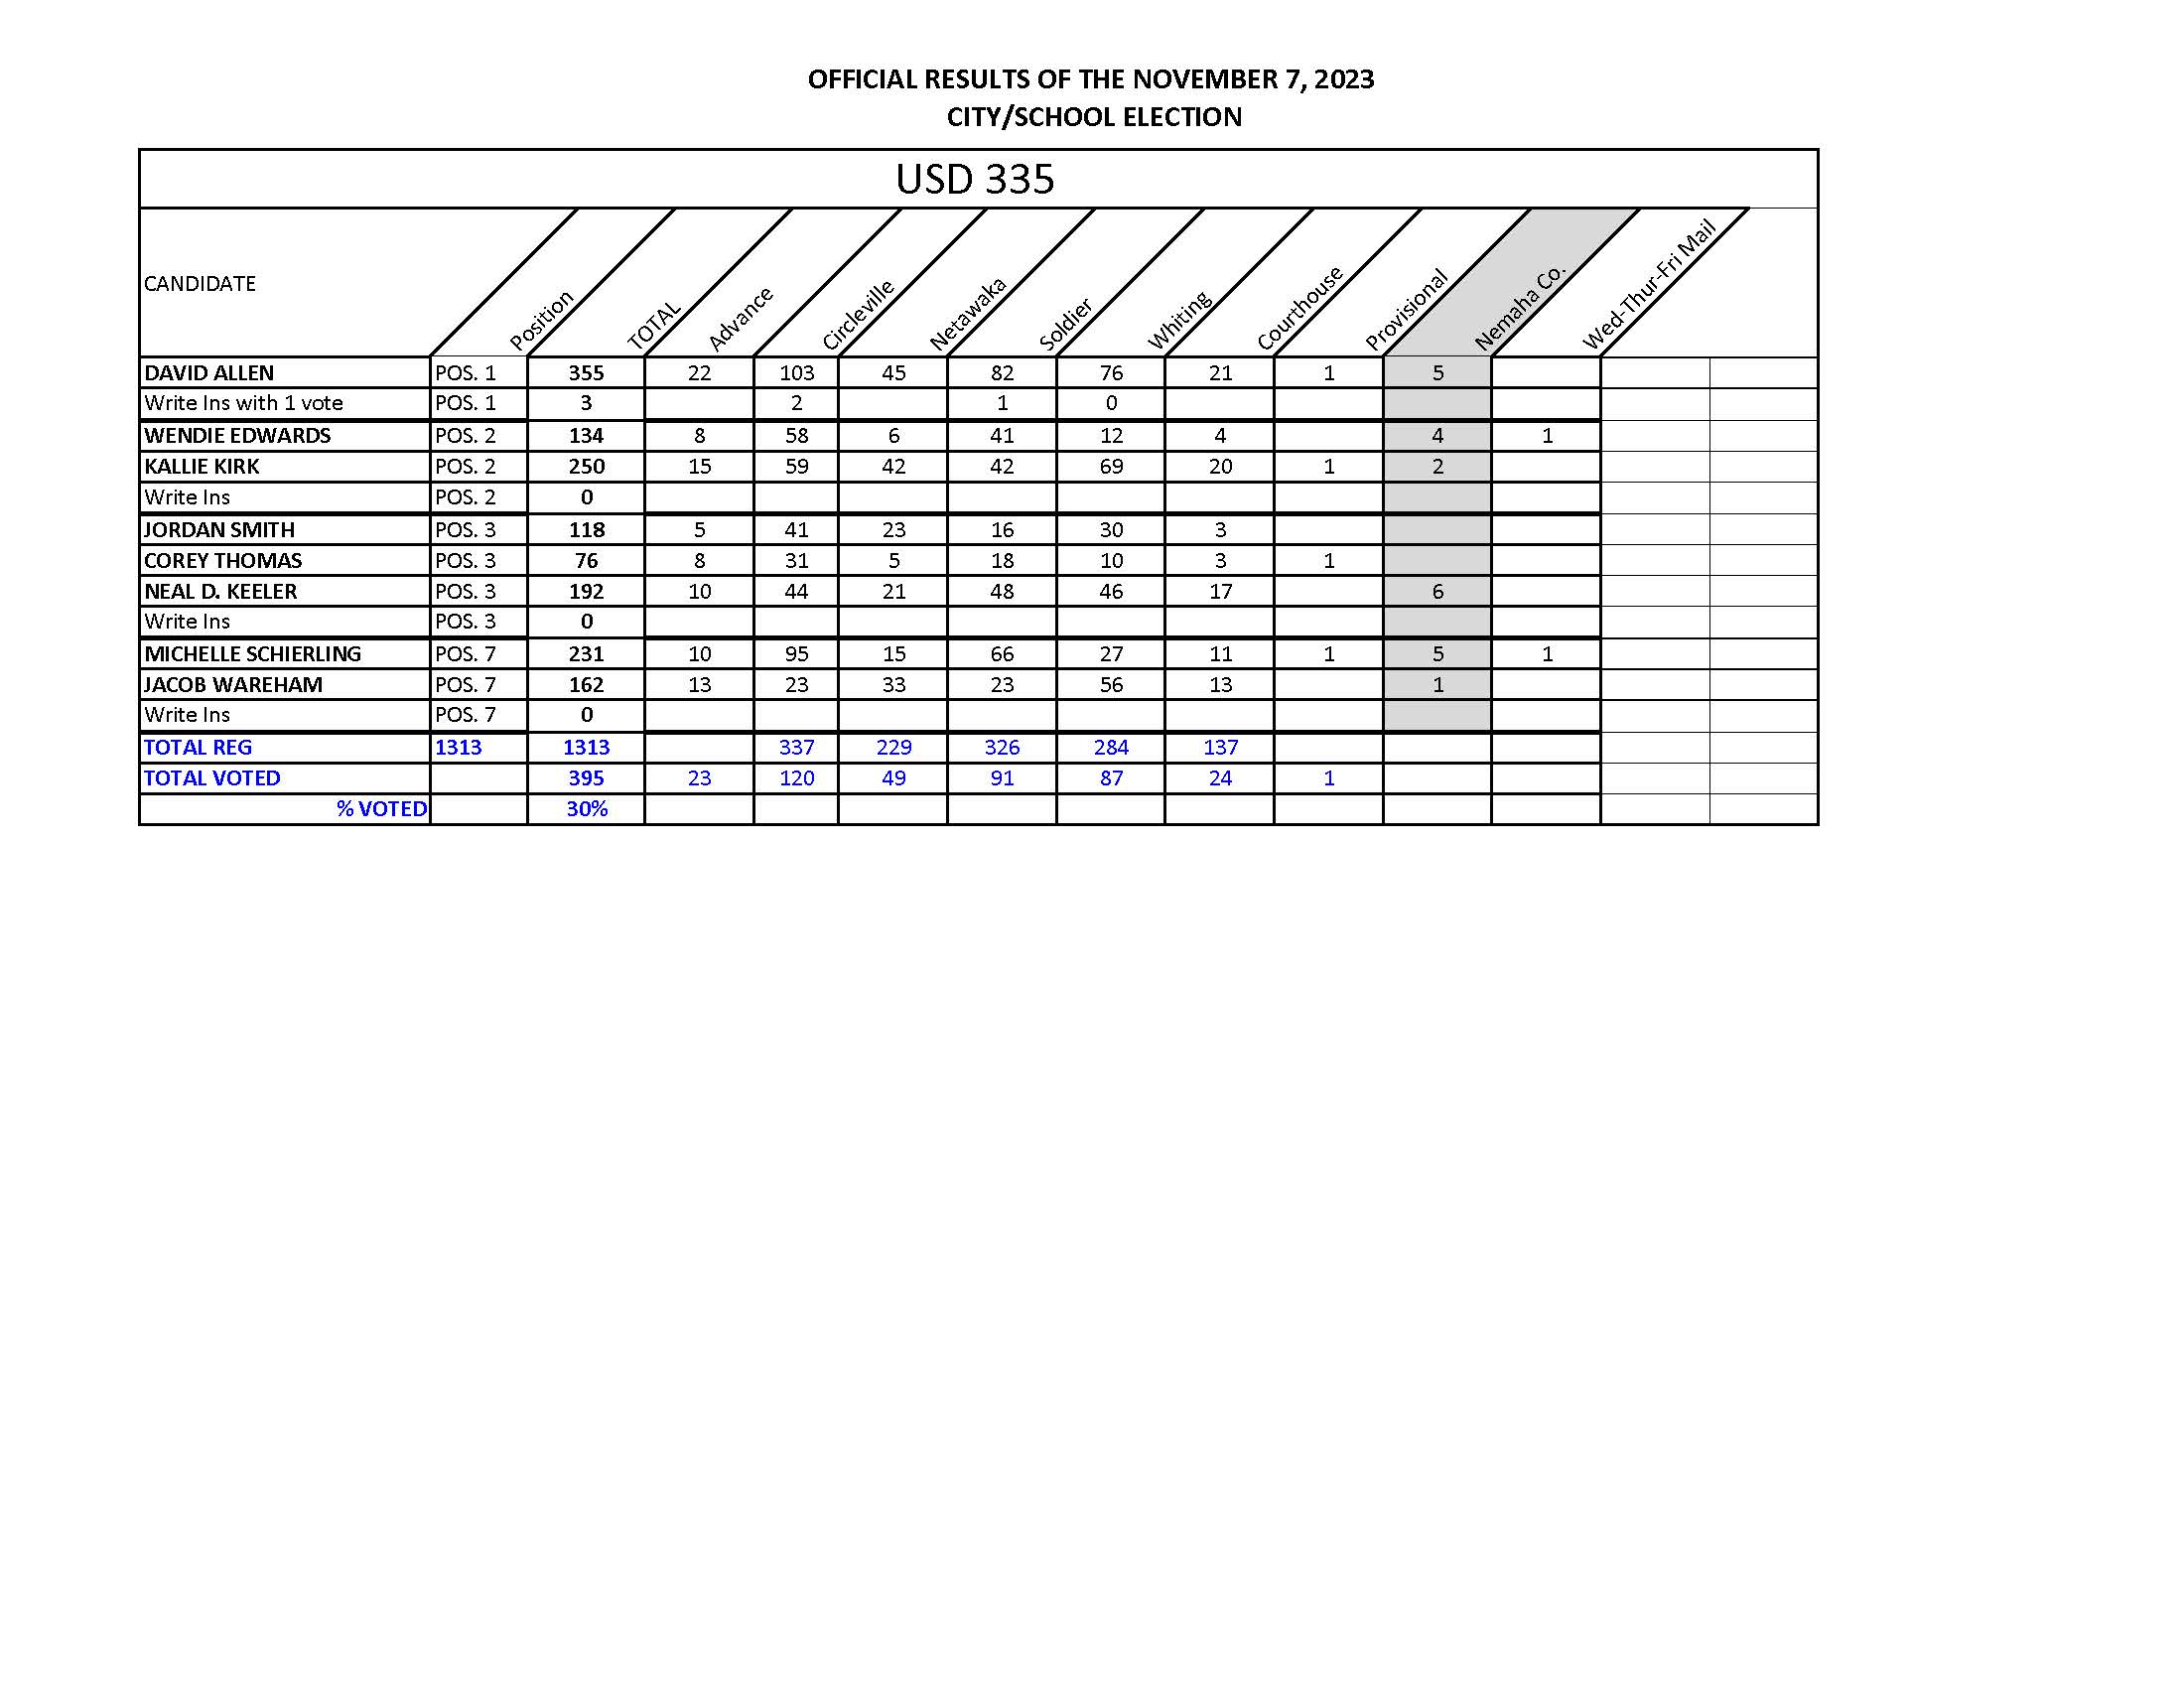 OFFICIAL RESULTS OF THE NOVEMBER 7, 2023
CITY/SCHOOL ELECTION
USD 335
CANDIDATE Position TOTAL Advance Circleville Netawaka Soldier Whiting Courthouse Provisional Nemaha Co. Wed-Thur-Fri Mail
DAVID ALLEN POS. 1 355 22 103 45 82 76 21 1 5
Write Ins with 1 vote POS. 1 3 2 1 0
WENDIE EDWARDS POS. 2 134 8 58 6 41 12 4 4 1
KALLIE KIRK POS. 2 250 15 59 42 42 69 20 1 2
Write Ins POS. 2 0
JORDAN SMITH POS. 3 118 5 41 23 16 30 3
COREY THOMAS POS. 3 76 8 31 5 18 10 3 1
NEAL D. KEELER POS. 3 192 10 44 21 48 46 17 6
Write Ins POS. 3 0
MICHELLE SCHIERLING POS. 7 231 10 95 15 66 27 11 1 5 1
JACOB WAREHAM POS. 7 162 13 23 33 23 56 13 1
Write Ins POS. 7 0
TOTAL REG 1313 1313 337 229 326 284 137
TOTAL VOTED 395 23 120 49 91 87 24 1
% VOTED 30%